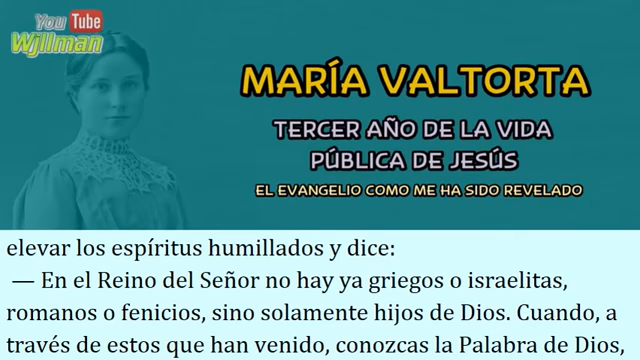 You Tube
Wjllman
MARÍA VALTORTA
TERCER AÑO DE LA VIDA
PÚBLICA DE JESÚS
EL EVANGELIO COMO ME HA SIDO REVELADO
elevar los espíritus humillados y dice:
— En el Reino del Señor no hay ya griegos o israelitas,
romanos o fenicios, sino solamente hijos de Dios. Cuando, a
través de estos que han venido, conozcas la Palabra de Dios,